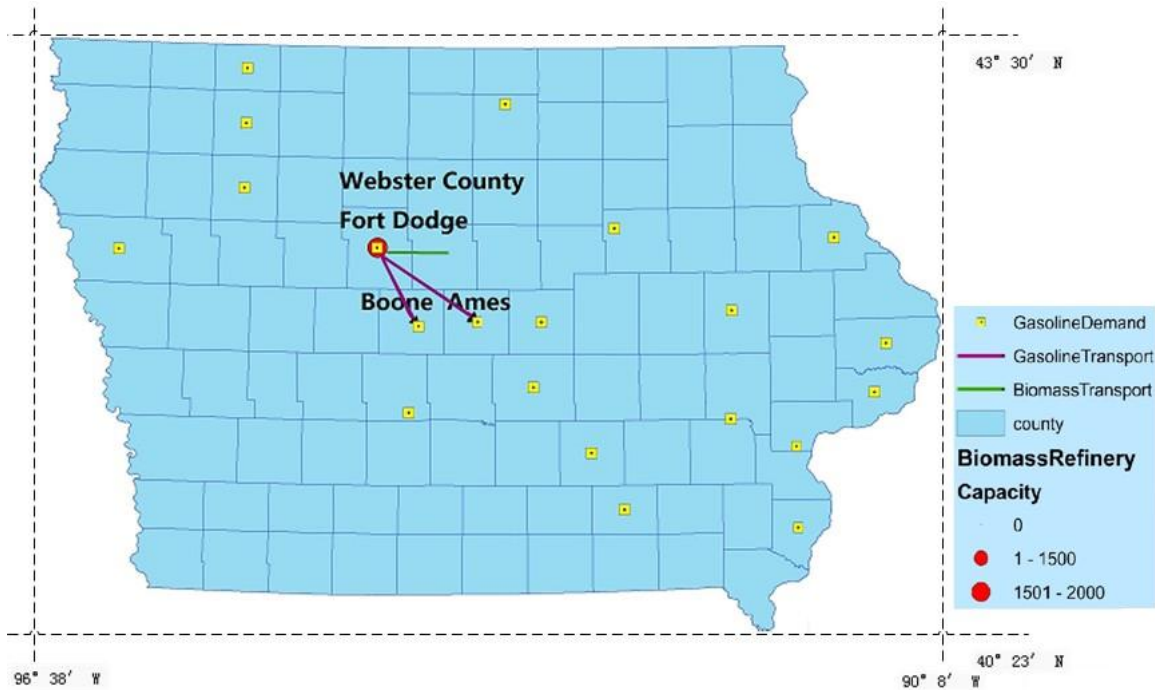 43° 30′ N
Webster County
Fort Dodge
Boone Ames
GasolineDemand
GasolineTransport
BiomassTransport
county
BiomassRefinery
Capacity
0
1 - 1500
1501 - 2000
40° 23′ N
96° 38′ W
90° 8′ W